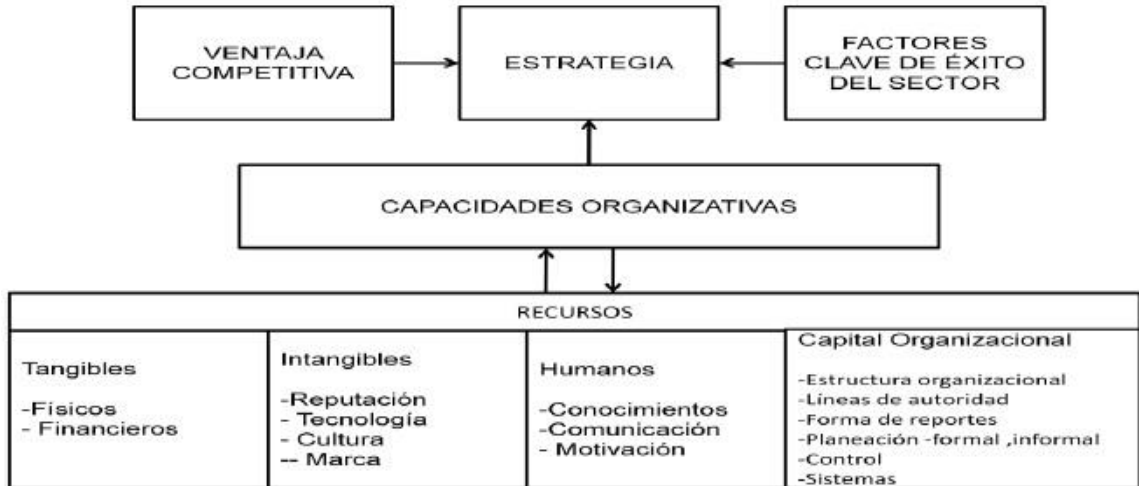 VENTAJA
COMPETITIVA
ESTRATEGIA
FACTORES
CLAVE DE ÉXITO
DEL SECTOR
CAPACIDADES ORGANIZATIVAS
RECURSOS
Tangibles
-Físicos
- Financieros
Intangibles
-Reputación
- Tecnología
- Cultura
-- Marca
Humanos
-Conocimientos
-Comunicación
- Motivación
Capital Organizacional
-Estructura organizacional
-Líneas de autoridad
-Forma de reportes
-Planeación -formal ,informal
-Control
-Sistemas